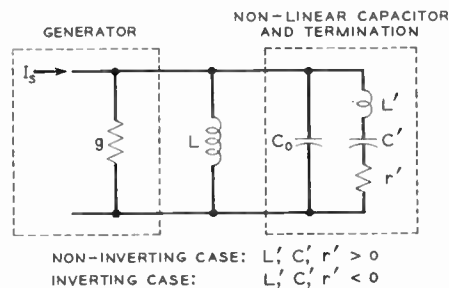 NON-LINEAR CAPACITOR
GENERATOR AND TERMINATION
Is
g
L
C₀
L'
C'
r'
NON-INVERTING CASE: L', C', r' > 0
INVERTING CASE: L', C', r' < 0